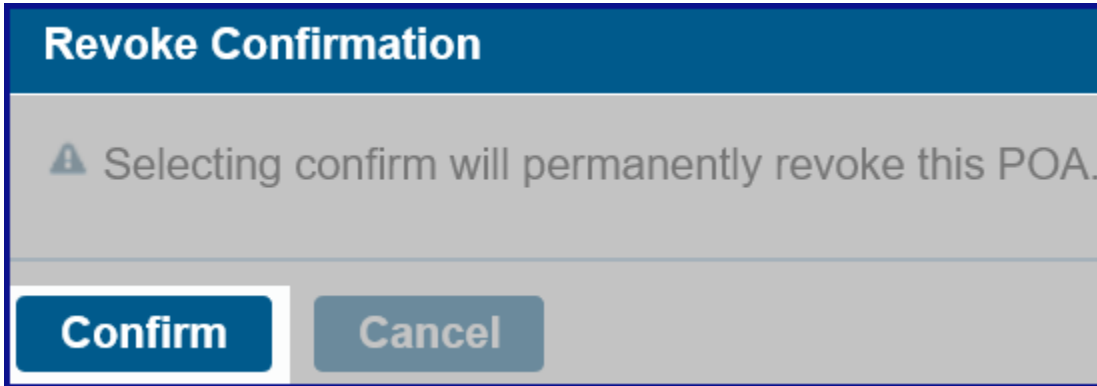 Revoke Confirmation
Selecting confirm will permanently revoke this POA.
Confirm Cancel